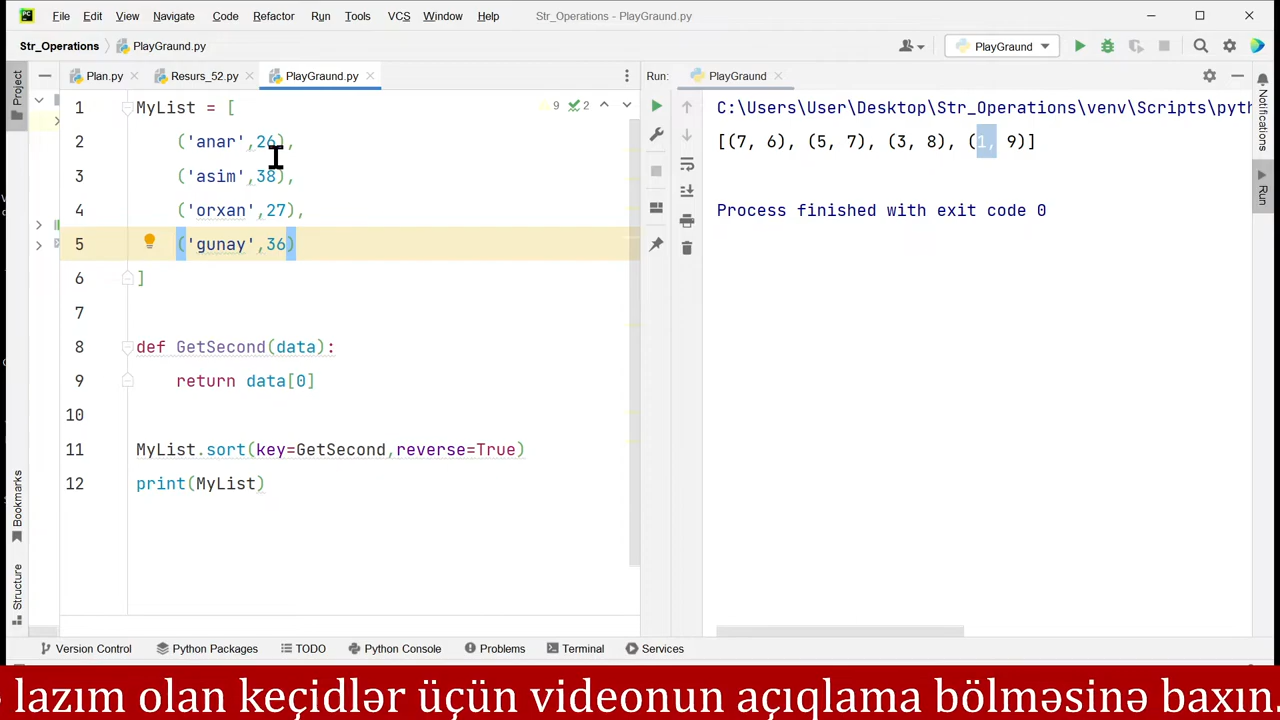 File Edit View Navigate Code Refactor Run Tools VCS Window Help Str_Operations - PlayGraund.py
Str_Operations PlayGraund.py PlayGraund
Project Plan.py Resurs_52.py PlayGraund.py Run: PlayGraund
1 MyList = [ 9 2
2 ('anar',26),
3 ('asim',38),
4 ('orxan',27),
5 ('gunay',36)
6 ]
7
8 def GetSecond(data):
9 return data[0]
10
11 MyList.sort(key=GetSecond,reverse=True)
12 print(MyList)
C:\Users\User\Desktop\Str_Operations\venv\Scripts\pyth
[(7, 6), (5, 7), (3, 8), (1, 9)]
Process finished with exit code 0
Notifications
Run
Bookmarks
Structure
Version Control Python Packages TODO Python Console Problems Terminal Services
lazım olan keçidlər üçün videonun açıqlama bölməsinə baxın.